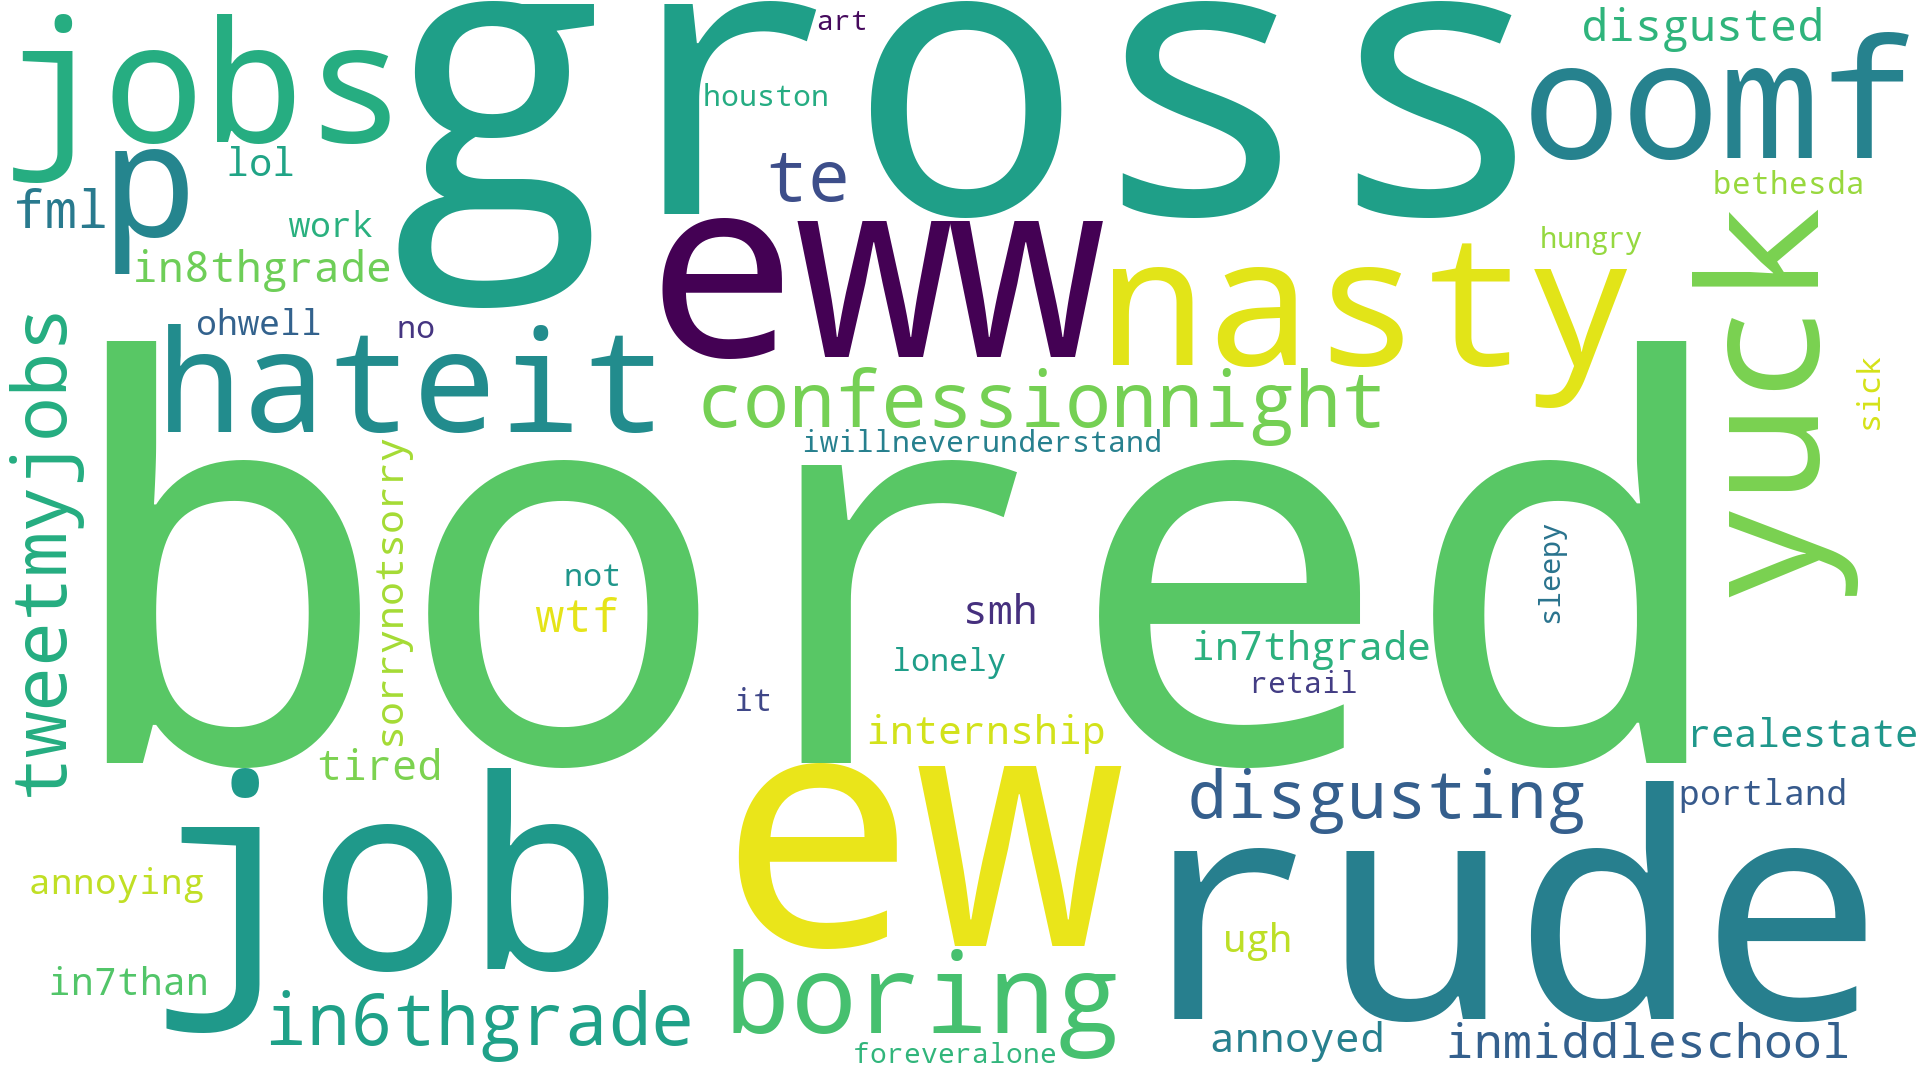 jobs
gross
art
disgusted
oomf
houston
p
lol
te
fml
bethesda
work
eww
nasty
hungry
yuck
in8thgrade
ohwell
no
hateit
tweetmyjobs
confessionnight
sick
iwillneverunderstand
bored
sorrynotsorry
not
wtf
smh
sleepy
lonely
in7thgrade
it
retail
internship
realestate
tired
job
ew
disgusting
portland
rude
annoying
ugh
in7than
boring
in6thgrade
annoyed
inmiddleschool
foreveralone